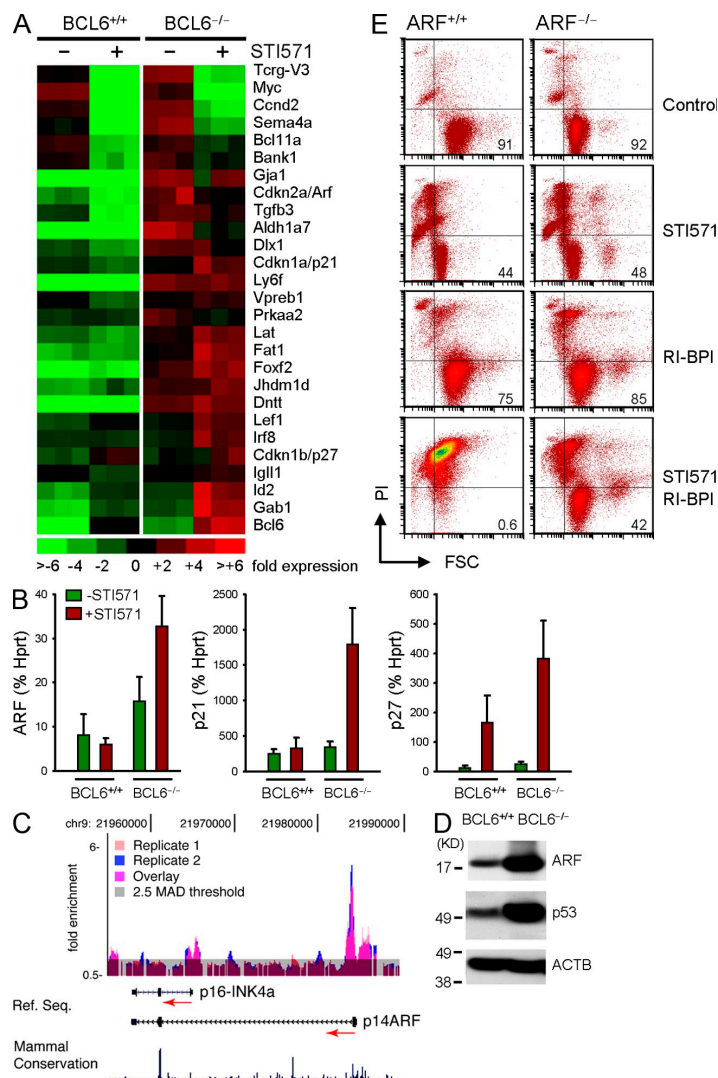 A
BCL6+/+ BCL6−/−
− + − + STI571
Tcrg-V3
Myc
Ccnd2
Sema4a
Bcl11a
Bank1
Gja1
Cdkn2a/Arf
Tgfb3
Aldh1a7
Dlx1
Cdkn1a/p21
Ly6f
Vpreb1
Prkaa2
Lat
Fat1
Foxf2
Jhdm1d
Dntt
Lef1
Irf8
Cdkn1b/p27
Igll1
Id2
Gab1
Bcl6
>-6 -4 -2 0 +2 +4 >+6 fold expression
E
ARF+/+ ARF−/−
91 92 Control
44 48 STI571
75 85 RI-BPI
0.6 42 STI571
RI-BPI
PI
FSC
B
-STI571
+STI571
ARF (% Hprt)
40
30
20
10
0
BCL6+/+ BCL6−/−
p21 (% Hprt)
2500
2000
1500
1000
500
0
BCL6+/+ BCL6−/−
p27 (% Hprt)
600
500
400
300
200
100
0
BCL6+/+ BCL6−/−
C
chr9: 21960000 21970000 21980000 21990000
6-
fold enrichment
0.5-
Replicate 1
Replicate 2
Overlay
2.5 MAD threshold
p16-INK4a
Ref. Seq.
p14ARF
Mammal
Conservation
D
BCL6+/+ BCL6−/−
(KD)
17 ARF
49 p53
49 ACTB
38